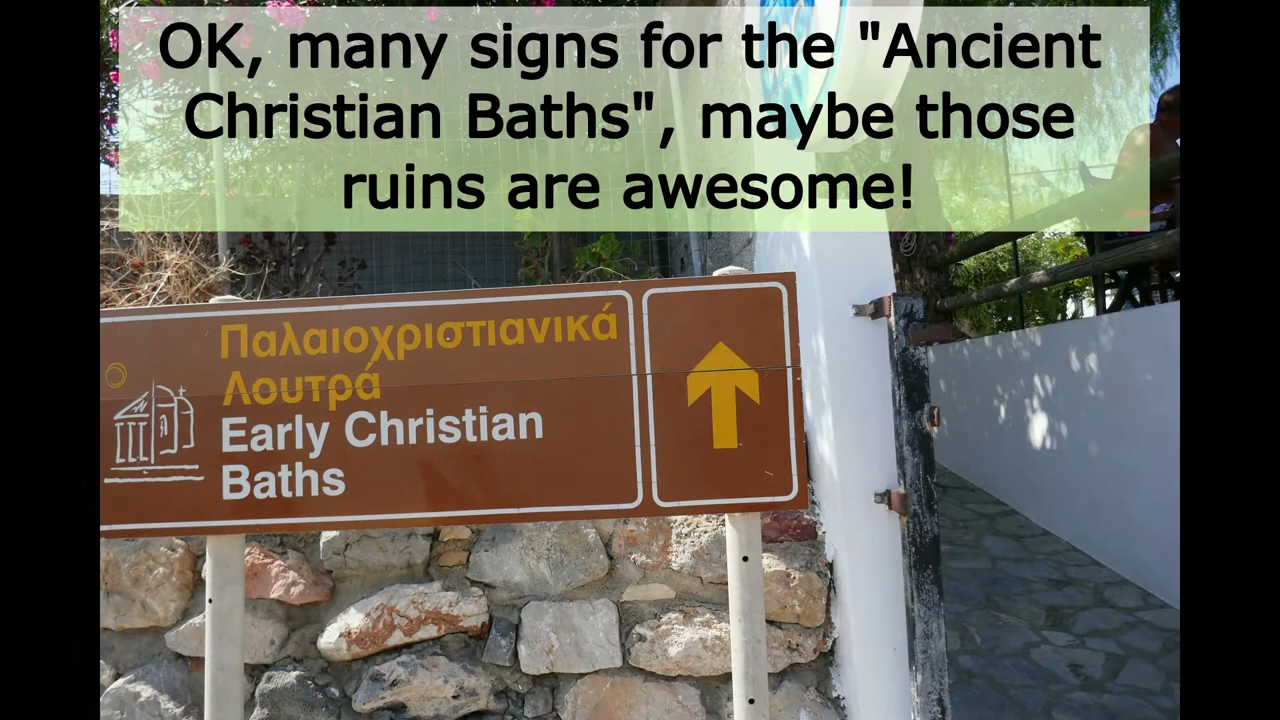 OK, many signs for the "Ancient
Christian Baths", maybe those
ruins are awesome!
Παλαιοχριστιανικά
Λουτρά
Early Christian
Baths